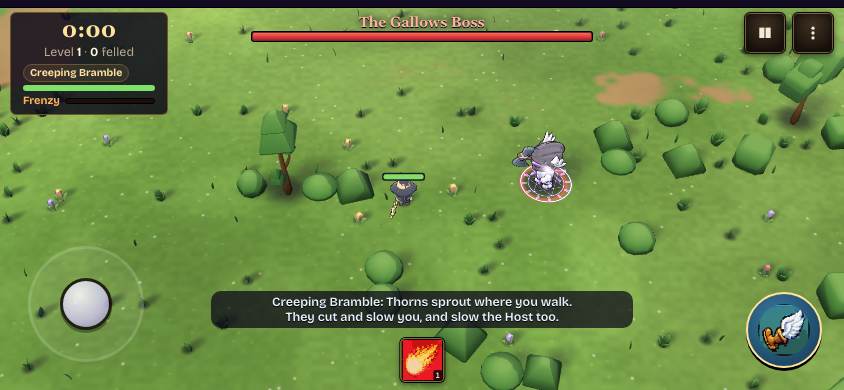 The Gallows Boss
0:00
Level 1 · 0 felled
Creeping Bramble
Frenzy
Creeping Bramble: Thorns sprout where you walk.
They cut and slow you, and slow the Host too.
1